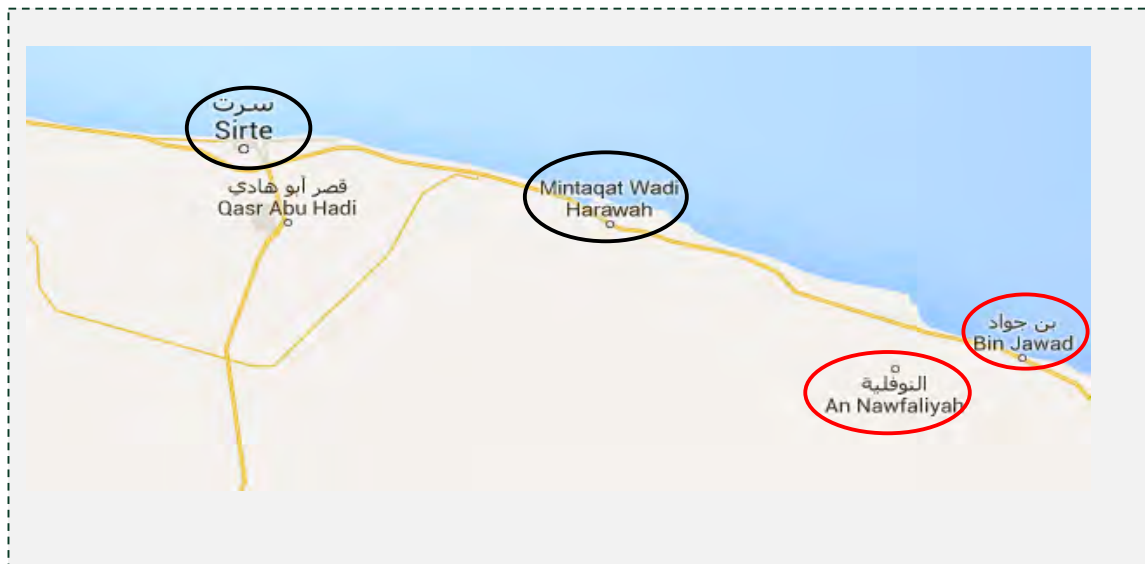 سرت
Sirte
قصر أبو هادي
Qasr Abu Hadi
Mintaqat Wadi
Harawah
بن جواد
Bin Jawad
النوفلية
An Nawfaliyah